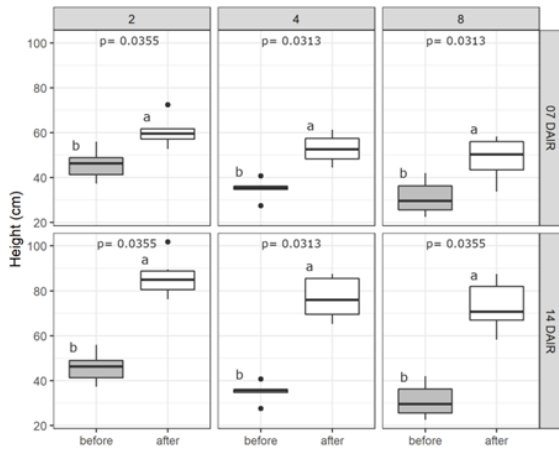 2 4 8
p= 0.0355 p= 0.0313 p= 0.0313
100
80
60
40
20
b a b a b a
07 DAIR
Height (cm)
p= 0.0355 p= 0.0313 p= 0.0355
100
80
60
40
20
b a b a b a
14 DAIR
before after before after before after